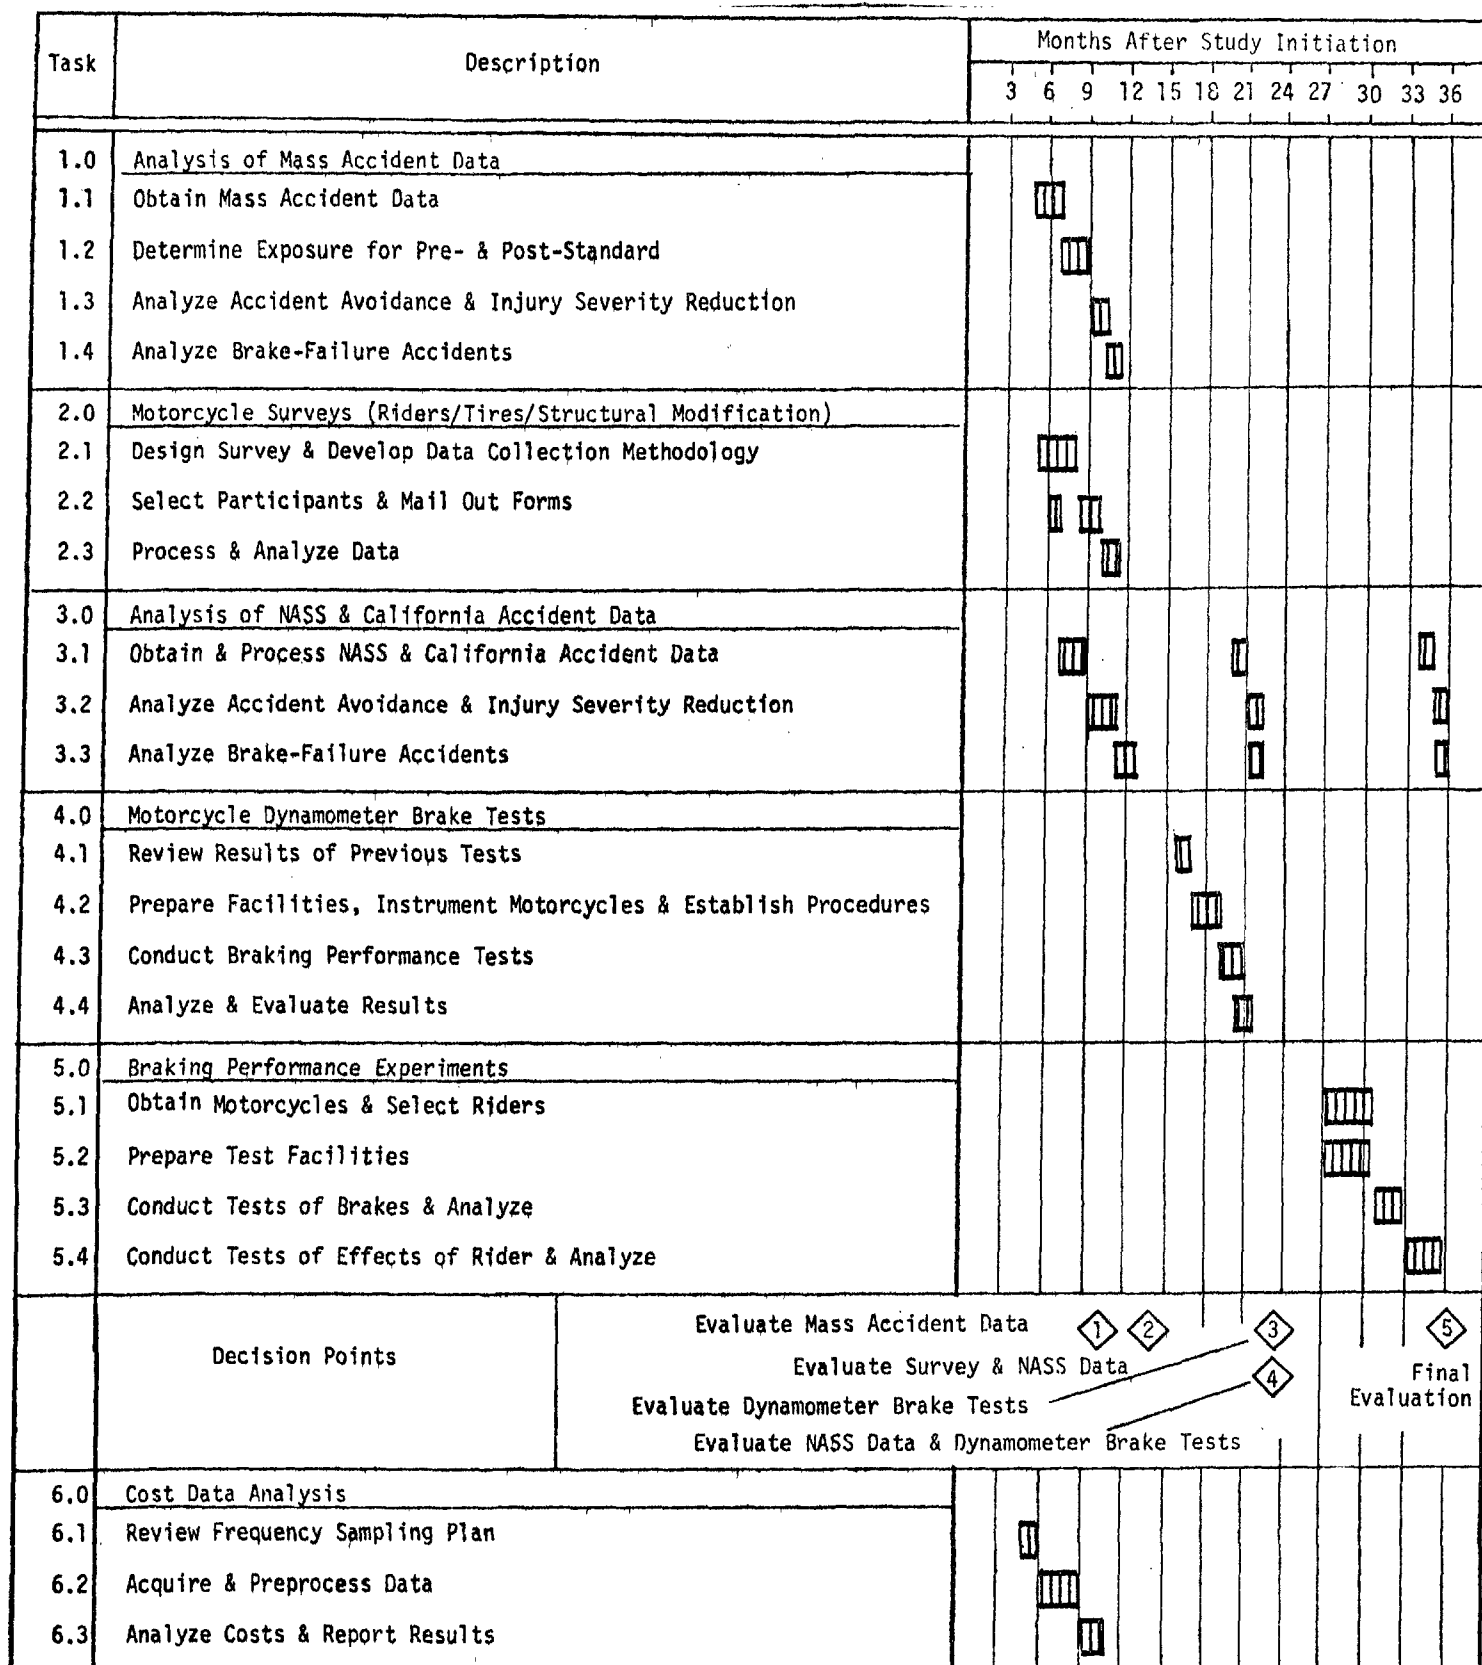 Task Description Months After Study Initiation
3 6 9 12 15 18 21 24 27 30 33 36
1.0 Analysis of Mass Accident Data
1.1 Obtain Mass Accident Data
1.2 Determine Exposure for Pre- & Post-Standard
1.3 Analyze Accident Avoidance & Injury Severity Reduction
1.4 Analyze Brake-Failure Accidents
2.0 Motorcycle Surveys (Riders/Tires/Structural Modification)
2.1 Design Survey & Develop Data Collection Methodology
2.2 Select Participants & Mail Out Forms
2.3 Process & Analyze Data
3.0 Analysis of NASS & California Accident Data
3.1 Obtain & Process NASS & California Accident Data
3.2 Analyze Accident Avoidance & Injury Severity Reduction
3.3 Analyze Brake-Failure Accidents
4.0 Motorcycle Dynamometer Brake Tests
4.1 Review Results of Previous Tests
4.2 Prepare Facilities, Instrument Motorcycles & Establish Procedures
4.3 Conduct Braking Performance Tests
4.4 Analyze & Evaluate Results
5.0 Braking Performance Experiments
5.1 Obtain Motorcycles & Select Riders
5.2 Prepare Test Facilities
5.3 Conduct Tests of Brakes & Analyze
5.4 Conduct Tests of Effects of Rider & Analyze
Decision Points
Evaluate Mass Accident Data 1 2 3 5
Evaluate Survey & NASS Data 4 Final
Evaluate Dynamometer Brake Tests Evaluation
Evaluate NASS Data & Dynamometer Brake Tests
6.0 Cost Data Analysis
6.1 Review Frequency Sampling Plan
6.2 Acquire & Preprocess Data
6.3 Analyze Costs & Report Results